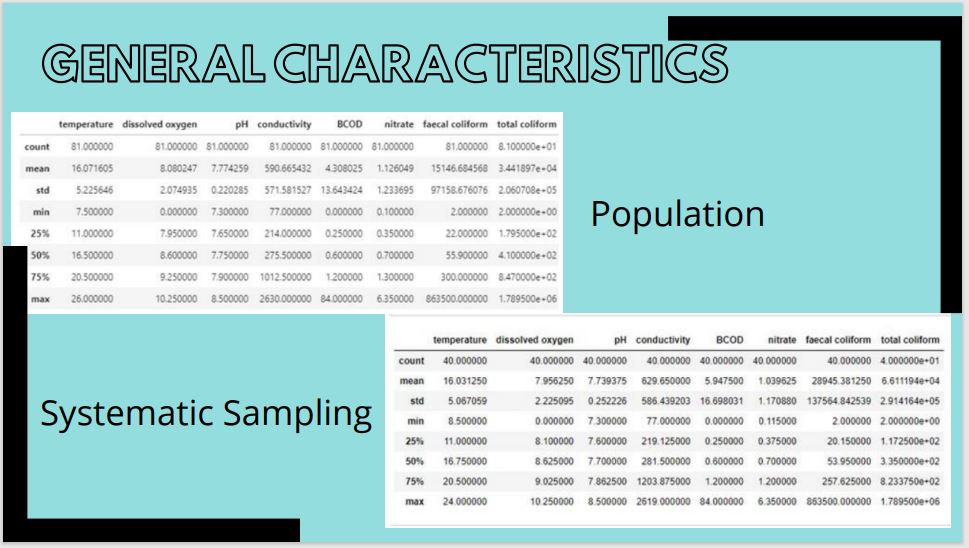 GENERAL CHARACTERISTICS
temperature dissolved oxygen pH conductivity BCOD nitrate faecal coliform total coliform
count 81.000000 81.000000 81.000000 81.000000 81.000000 81.000000 81.000000 8.100000e+01
mean 16.071605 8.080247 7.774259 590.665432 4.308025 1.126049 15146.684568 3.441897e+04
std 5.225646 2.074935 0.220285 571.581527 13.643424 1.233695 97158.676076 2.060708e+05
min 7.500000 0.000000 7.300000 77.000000 0.000000 0.100000 2.000000 2.000000e+00
25% 11.000000 7.950000 7.650000 214.000000 0.250000 0.350000 22.000000 1.795000e+02
50% 16.500000 8.600000 7.750000 275.500000 0.600000 0.700000 55.900000 4.100000e+02
75% 20.500000 9.250000 7.900000 1012.500000 1.200000 1.300000 300.000000 8.470000e+02
max 26.000000 10.250000 8.500000 2630.000000 84.000000 6.350000 863500.000000 1.789500e+06
Population
Systematic Sampling
temperature dissolved oxygen pH conductivity BCOD nitrate faecal coliform total coliform
count 40.000000 40.000000 40.000000 40.000000 40.000000 40.000000 40.000000 4.000000e+01
mean 16.031250 7.956250 7.739375 629.650000 5.947500 1.039625 28945.381250 6.611194e+04
std 5.067059 2.225095 0.252226 586.439203 16.698031 1.170880 137564.842539 2.914164e+05
min 8.500000 0.000000 7.300000 77.000000 0.000000 0.115000 2.000000 2.000000e+00
25% 11.000000 8.100000 7.600000 219.125000 0.250000 0.375000 20.150000 1.172500e+02
50% 16.750000 8.625000 7.700000 281.500000 0.600000 0.700000 53.950000 3.350000e+02
75% 20.500000 9.025000 7.862500 1203.875000 1.200000 1.200000 257.625000 8.233750e+02
max 24.000000 10.250000 8.500000 2619.000000 84.000000 6.350000 863500.000000 1.789500e+06